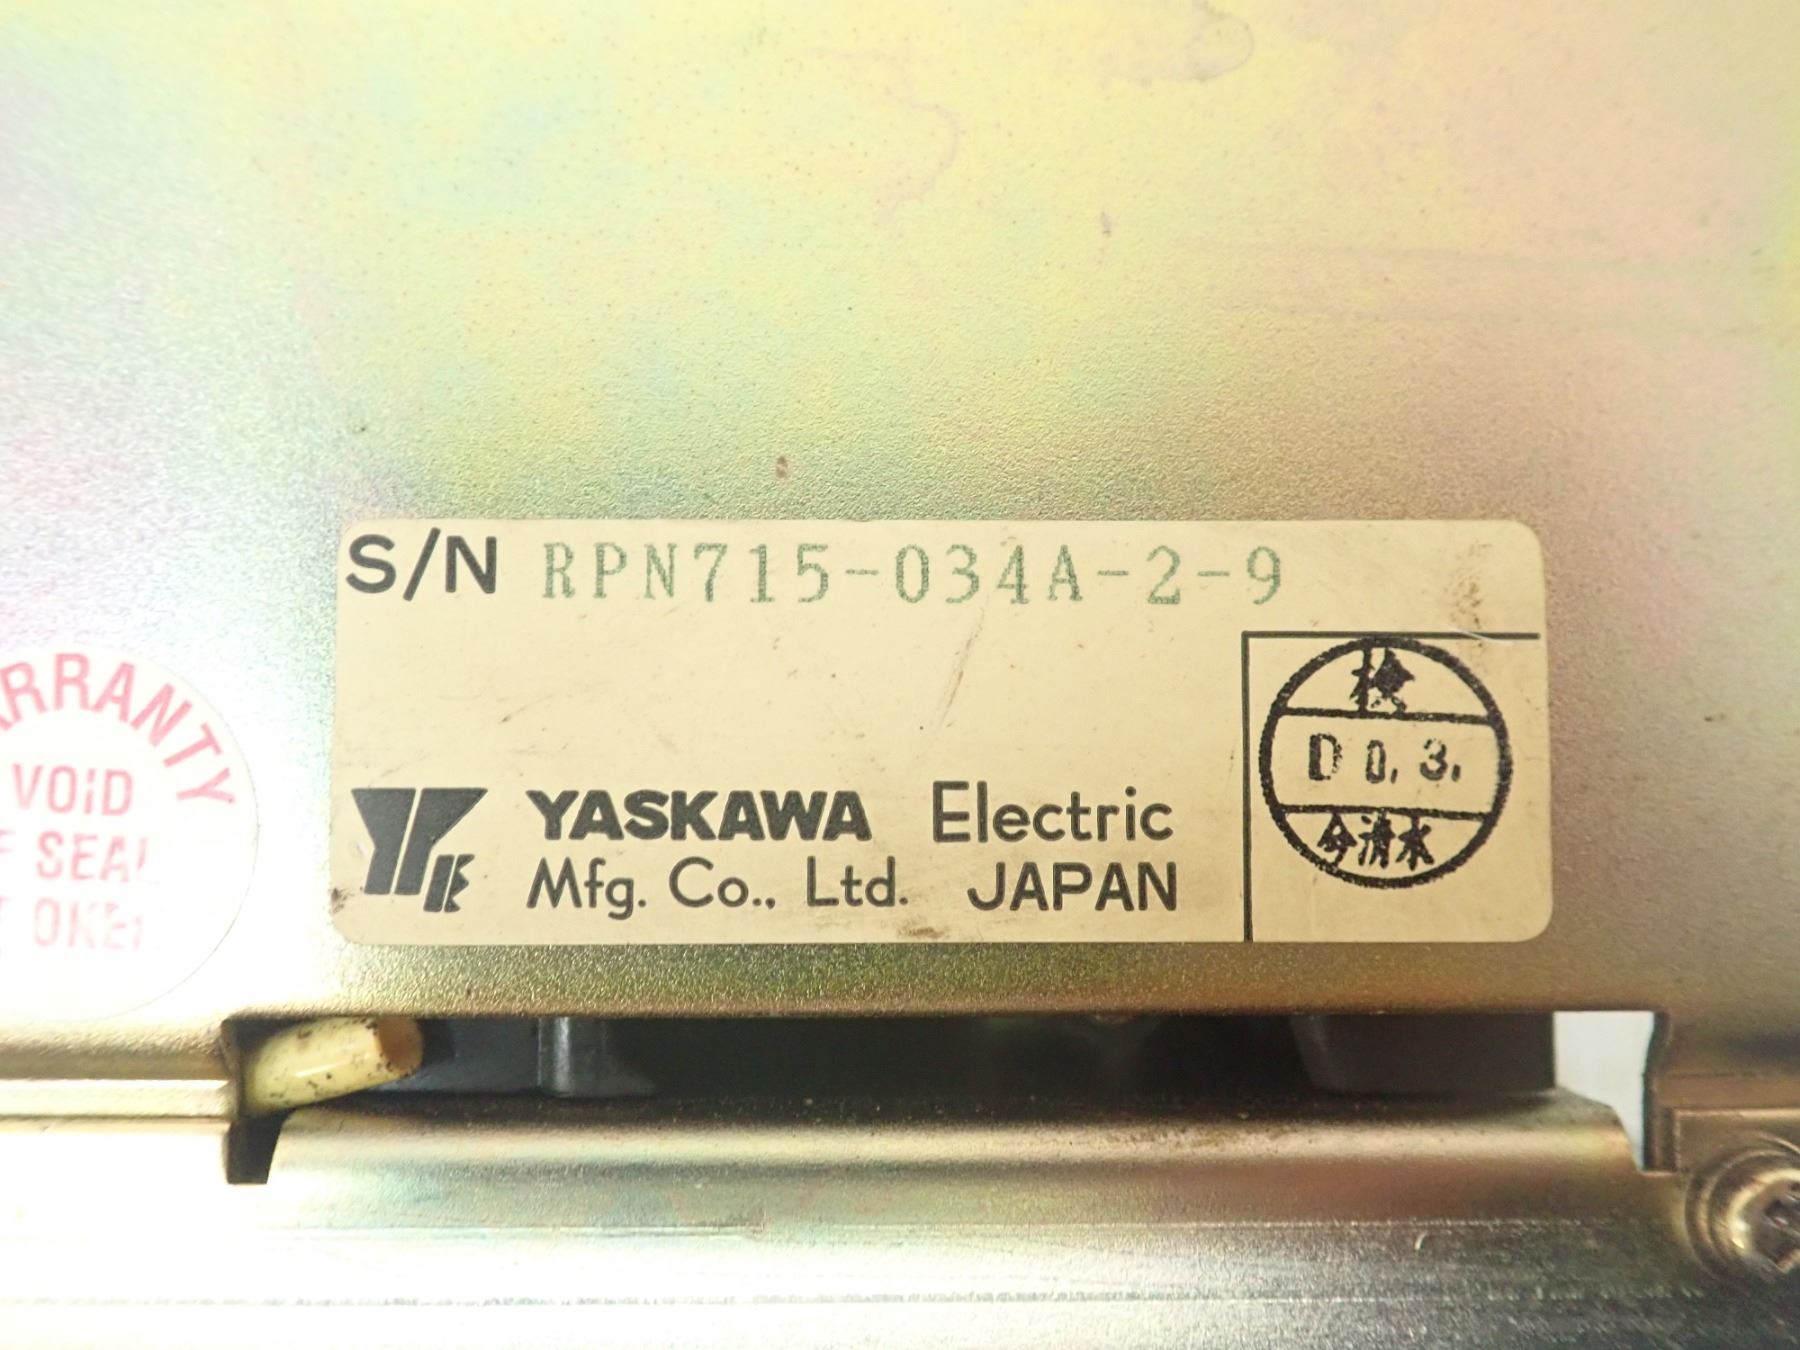 S/N RPN715-034A-2-9
YASKAWA Electric
Mfg. Co., Ltd. JAPAN
検
D 0. 3.
今清水
RRANTY
VOID
SEAL